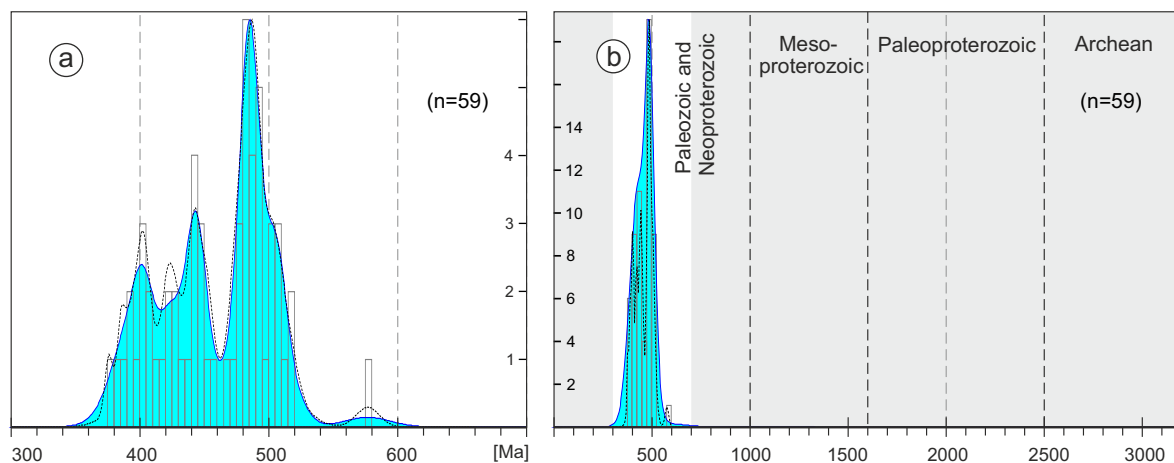 a
(n=59)
4
3
2
1
300
400
500
600
[Ma]
b
Paleozoic and
Neoproterozoic
Meso-
proterozoic
Paleoproterozoic
Archean
(n=59)
14
12
10
8
6
4
2
500
1000
1500
2000
2500
3000